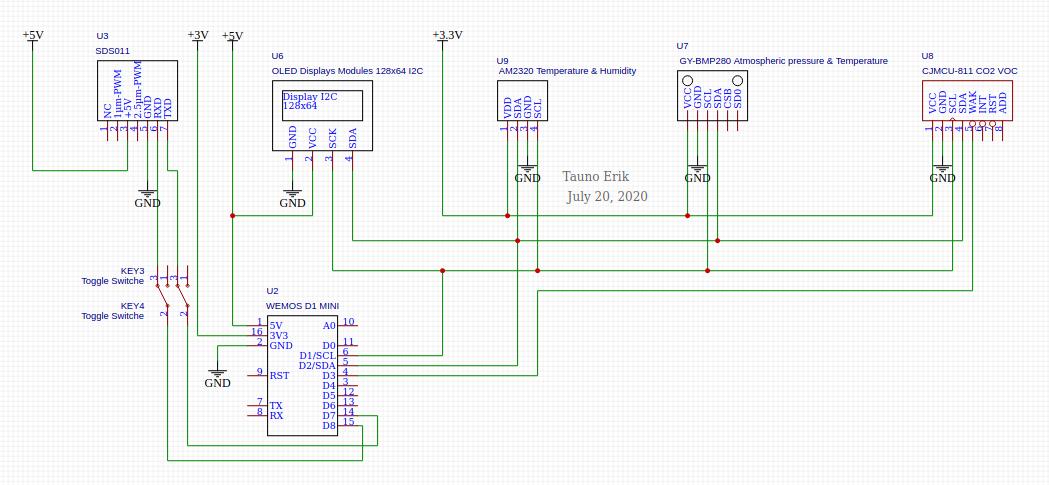 +5V
U3
SDS011
NC
1μm-PWM
+5V
2.5μm-PWM
GND
RXD
TXD
1
2
3
4
5
6
7
GND
+3V
+5V
U6
OLED Displays Modules 128x64 I2C
Display I2C
128x64
GND
VCC
SCK
SDA
1
2
3
4
GND
+3.3V
U9
AM2320 Temperature & Humidity
VDD
SDA
GND
SCL
1
2
3
4
GND
Tauno Erik
July 20, 2020
U7
GY-BMP280 Atmospheric pressure & Temperature
VCC
GND
SCL
SDA
CSB
SD0
GND
U8
CJMCU-811 CO2 VOC
VCC
GND
SCL
SDA
WAK
INT
RST
ADD
1
2
3
4
5
6
7
8
GND
KEY3
Toggle Switche
3
1
3
1
KEY4
Toggle Switche
2
2
U2
WEMOS D1 MINI
1 5V
16 3V3
2 GND
9 RST
7 TX
8 RX
A0 10
D0 11
D1/SCL 6
D2/SDA 5
D3 4
D4 3
D5 12
D6 13
D7 14
D8 15
GND